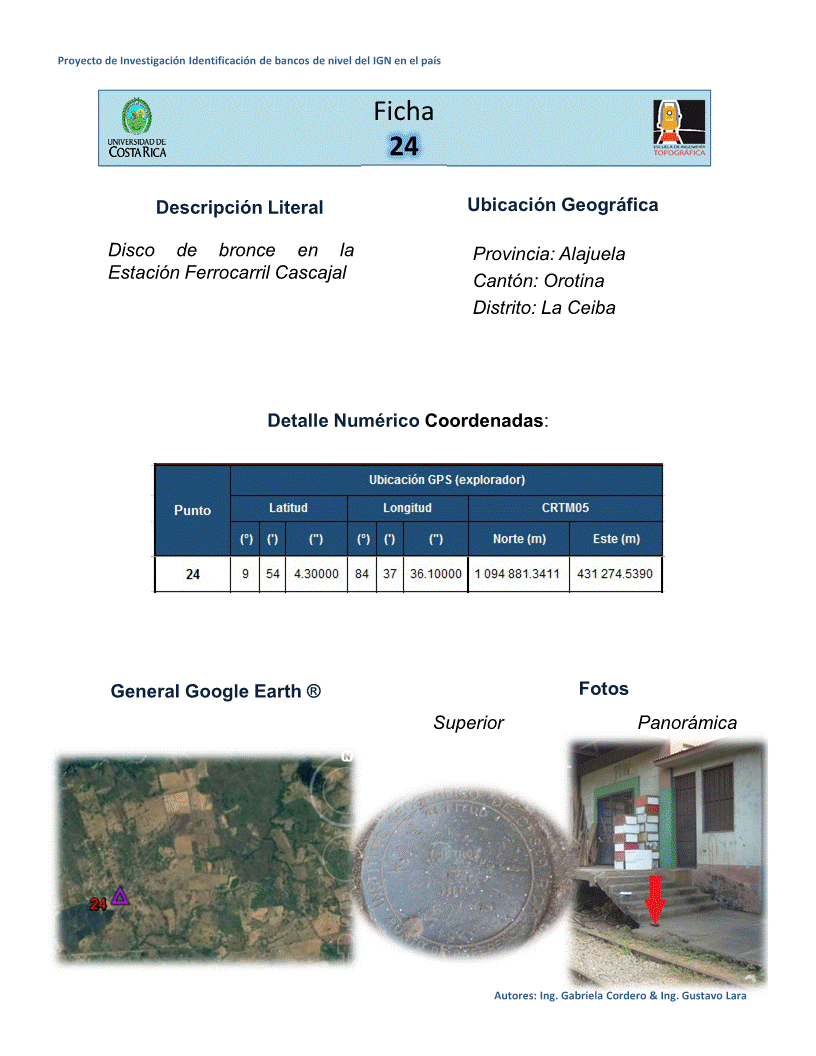 Proyecto de Investigación Identificación de bancos de nivel del IGN en el país
UNIVERSIDAD DE
COSTA RICA
Ficha
24
ESCUELA DE INGENIERÍA
TOPOGRÁFICA
Descripción Literal
Disco de bronce en la
Estación Ferrocarril Cascajal
Ubicación Geográfica
Provincia: Alajuela
Cantón: Orotina
Distrito: La Ceiba
Detalle Numérico Coordenadas:
Punto
Ubicación GPS (explorador)
Latitud Longitud CRTM05
(°) (') (") (°) (') (") Norte (m) Este (m)
24 9 54 4.30000 84 37 36.10000 1 094 881.3411 431 274.5390
General Google Earth ®
Fotos
Superior Panorámica
N
24
ALTITUD
Autores: Ing. Gabriela Cordero & Ing. Gustavo Lara